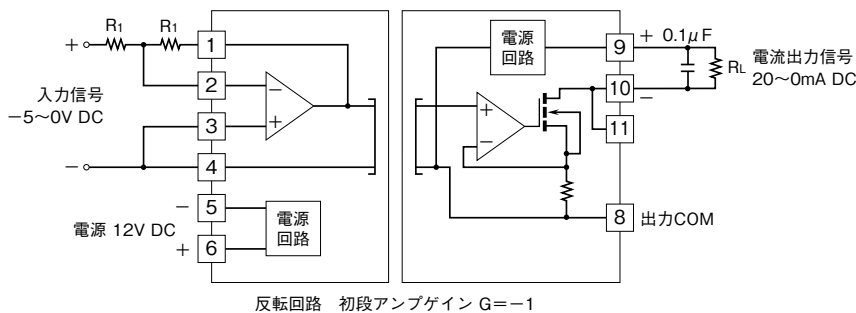 R1 R1
+
入力信号
−5〜0V DC
−
電源 12V DC
−
+
1
2
3
4
5
6
−
+
電源
回路
電源
回路
+
−
9
10
11
8
+ 0.1μF
−
RL
電流出力信号
20〜0mA DC
出力COM
反転回路 初段アンプゲイン G=−1